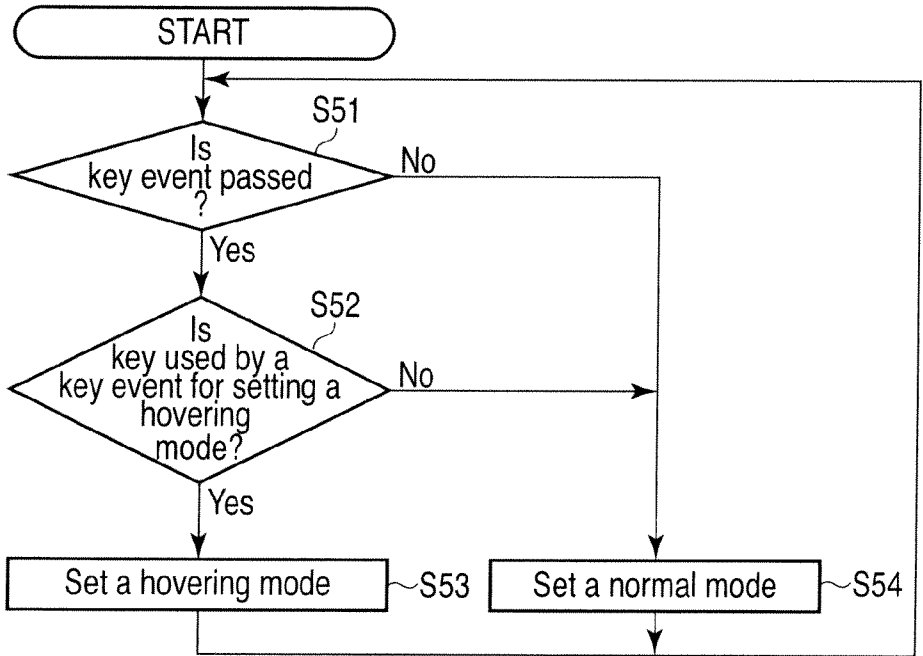 START
S51
Is
key event passed
?
No
Yes
S52
Is
key used by a
key event for setting a
hovering
mode?
No
Yes
Set a hovering mode
S53
Set a normal mode
S54